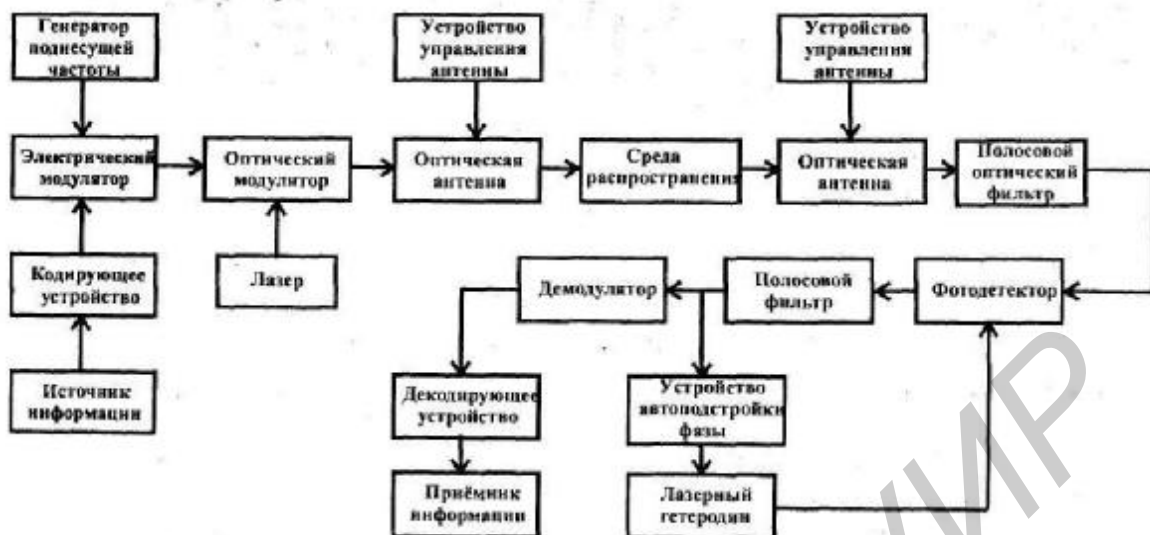 Генератор
поднесущей
частоты
Устройство
управления
антенны
Устройство
управления
антенны
Электрический
модулятор
Оптический
модулятор
Оптическая
антенна
Среда
распространения
Оптическая
антенна
Полосовой
оптический
фильтр
Кодирующее
устройство
Лазер
Демодулятор
Полосовой
фильтр
Фотодетектор
Источник
информации
Декодирующее
устройство
Устройство
автоподстройки
фазы
Приёмник
информации
Лазерный
гетеродин